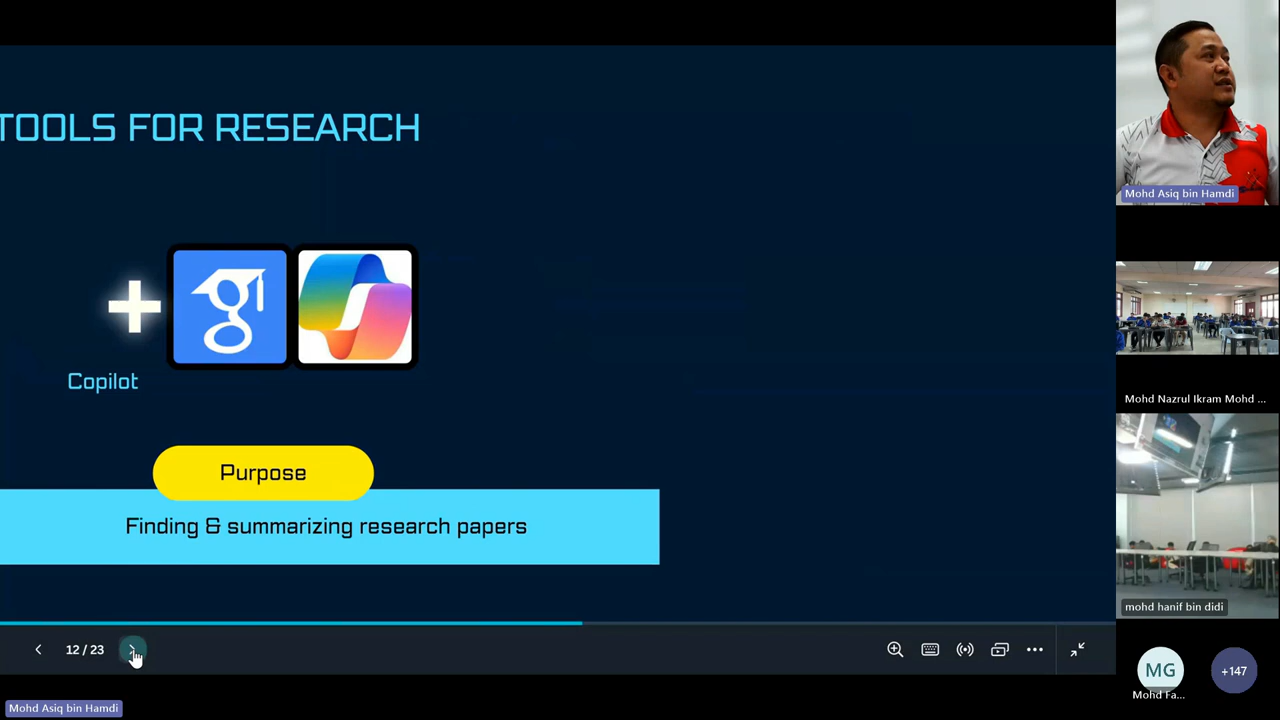 TOOLS FOR RESEARCH
Copilot
Purpose
Finding & summarizing research papers
12 / 23
Mohd Asiq bin Hamdi
Mohd Asiq bin Hamdi
Mohd Nazrul Ikram Mohd ...
mohd hanif bin didi
MG
Mohd Fa...
+147